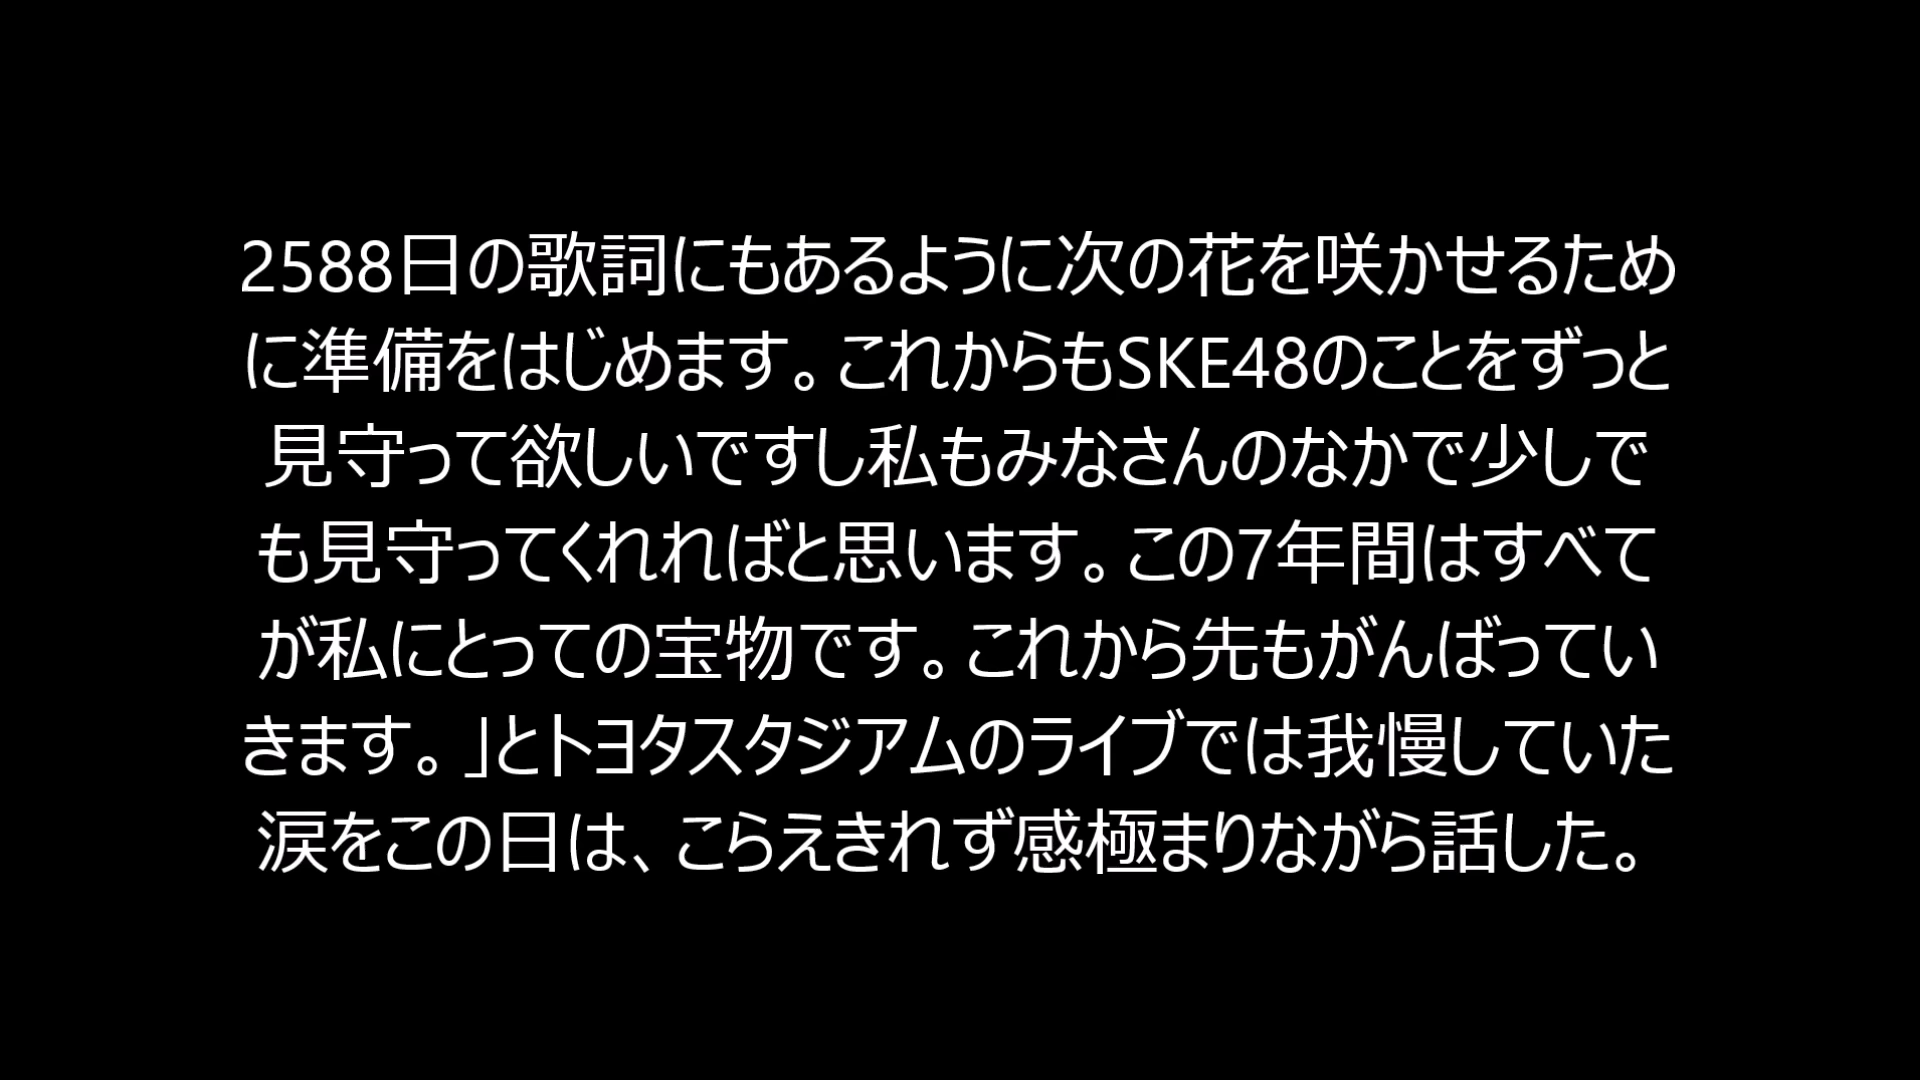 2588日の歌詞にもあるように次の花を咲かせるため
に準備をはじめます。これからもSKE48のことをずっと
見守って欲しいですし私もみなさんのなかで少しで
も見守ってくれればと思います。この7年間はすべて
が私にとっての宝物です。これから先もがんばってい
きます。」とトヨタスタジアムのライブでは我慢していた
涙をこの日は、こらえきれず感極まりながら話した。